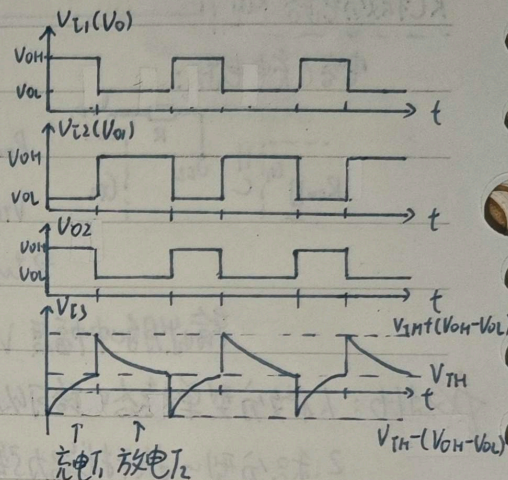 VI1(VO)
VOH
VOL
t
VI2(VO1)
VOH
VOL
t
VO2
VOH
VOL
t
VI3
VTH+(VOH-VOL)
VTH
t
VTH-(VOH-VOL)
充电T1 放电T2